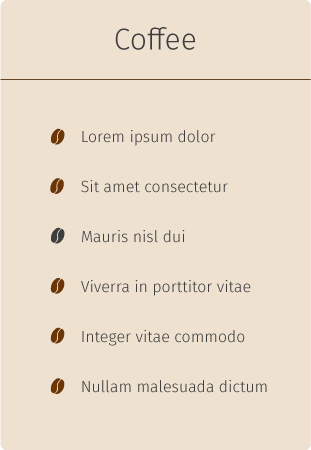 Coffee
Lorem ipsum dolor
Sit amet consectetur
Mauris nisl dui
Viverra in porttitor vitae
Integer vitae commodo
Nullam malesuada dictum